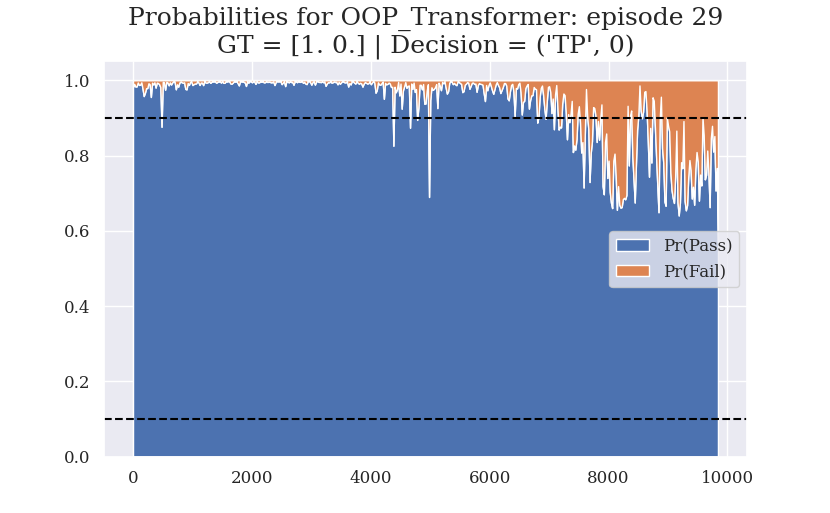 Probabilities for OOP_Transformer: episode 29
GT = [1. 0.] | Decision = ('TP', 0)
1.0
0.8
0.6
0.4
0.2
0.0
Pr(Pass)
Pr(Fail)
0 2000 4000 6000 8000 10000